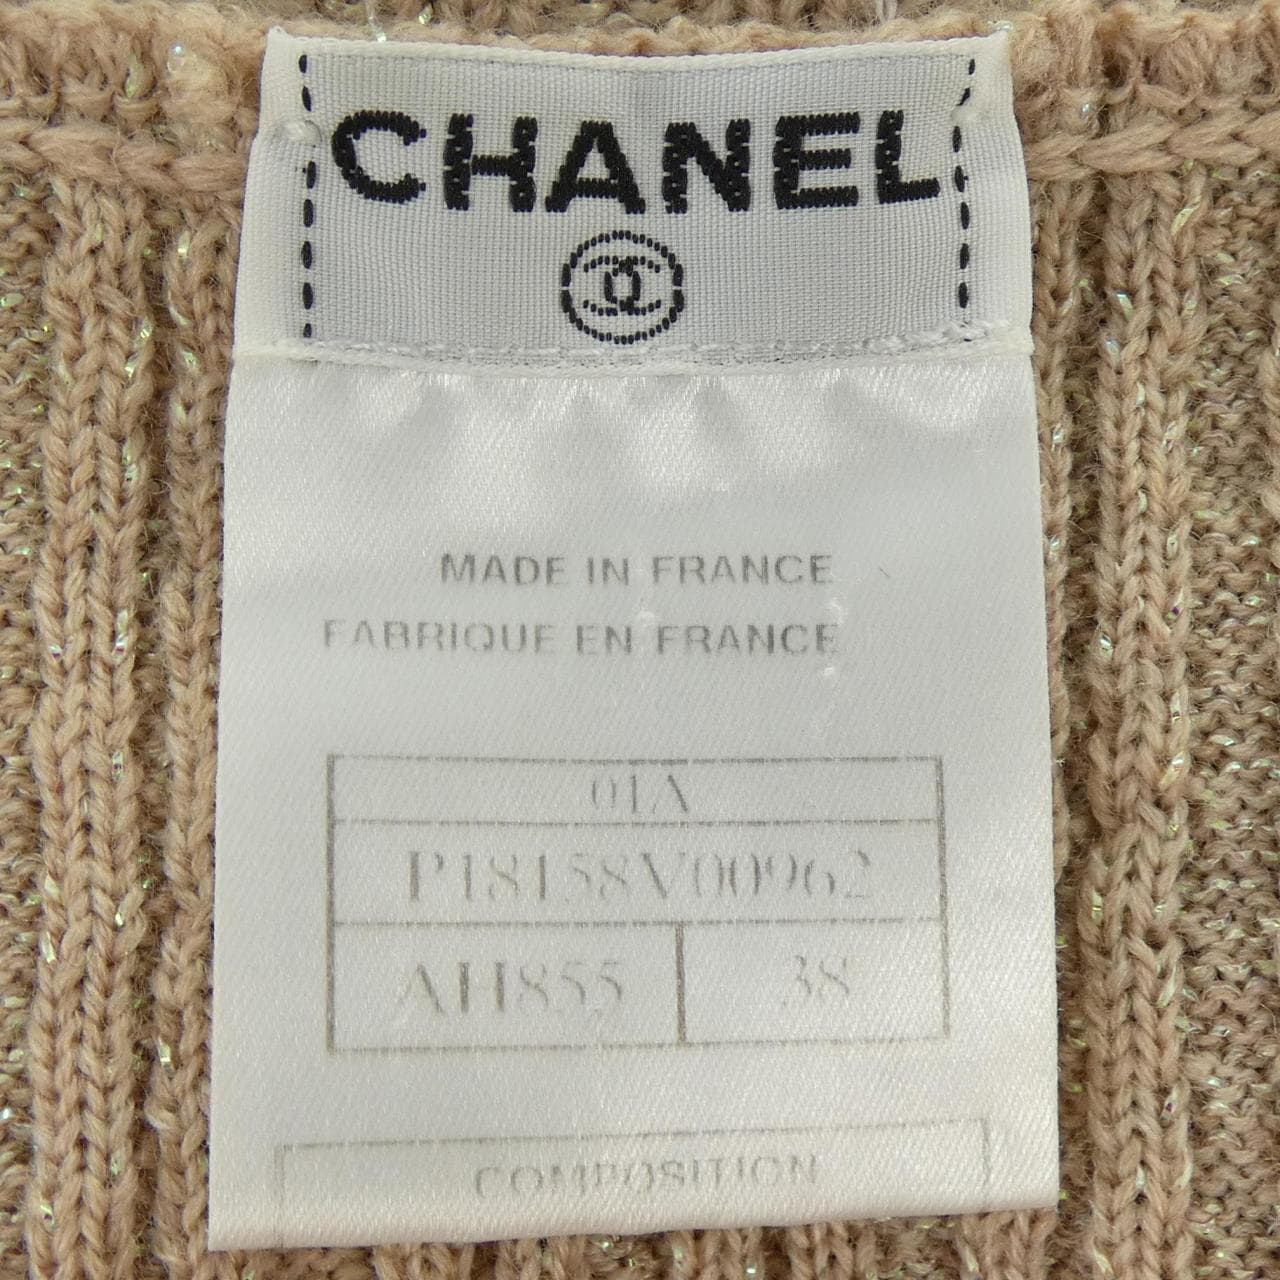 CHANEL
MADE IN FRANCE
FABRIQUE EN FRANCE
01A
P18158V00962
AH855 38
COMPOSITION